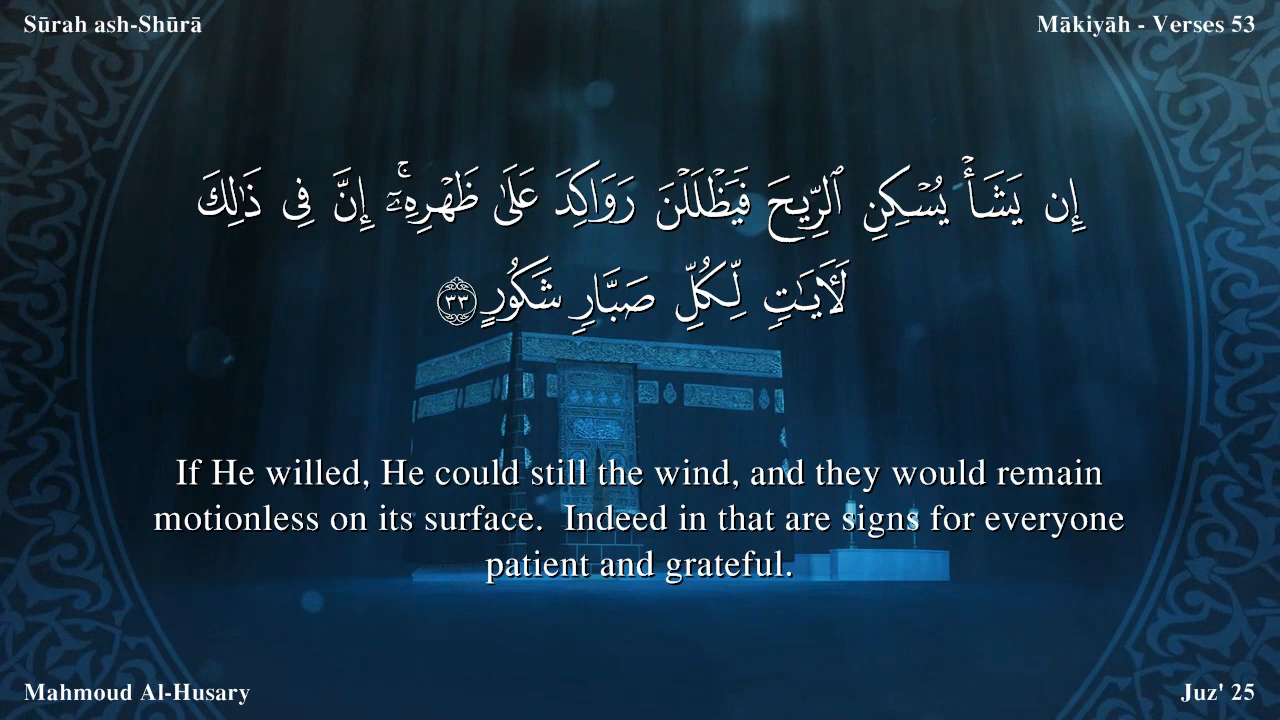 Sūrah ash-Shūrā
Mākiyāh - Verses 53
إِن يَشَأْ يُسْكِنِ ٱلرِّيحَ فَيَظْلَلْنَ رَوَاكِدَ عَلَىٰ ظَهْرِهِۦٓ ۚ إِنَّ فِى ذَٰلِكَ
لَـَٔايَـٰتٍ لِّكُلِّ صَبَّارٍ شَكُورٍ ٣٣
If He willed, He could still the wind, and they would remain
motionless on its surface.  Indeed in that are signs for everyone
patient and grateful.
Mahmoud Al-Husary
Juz' 25